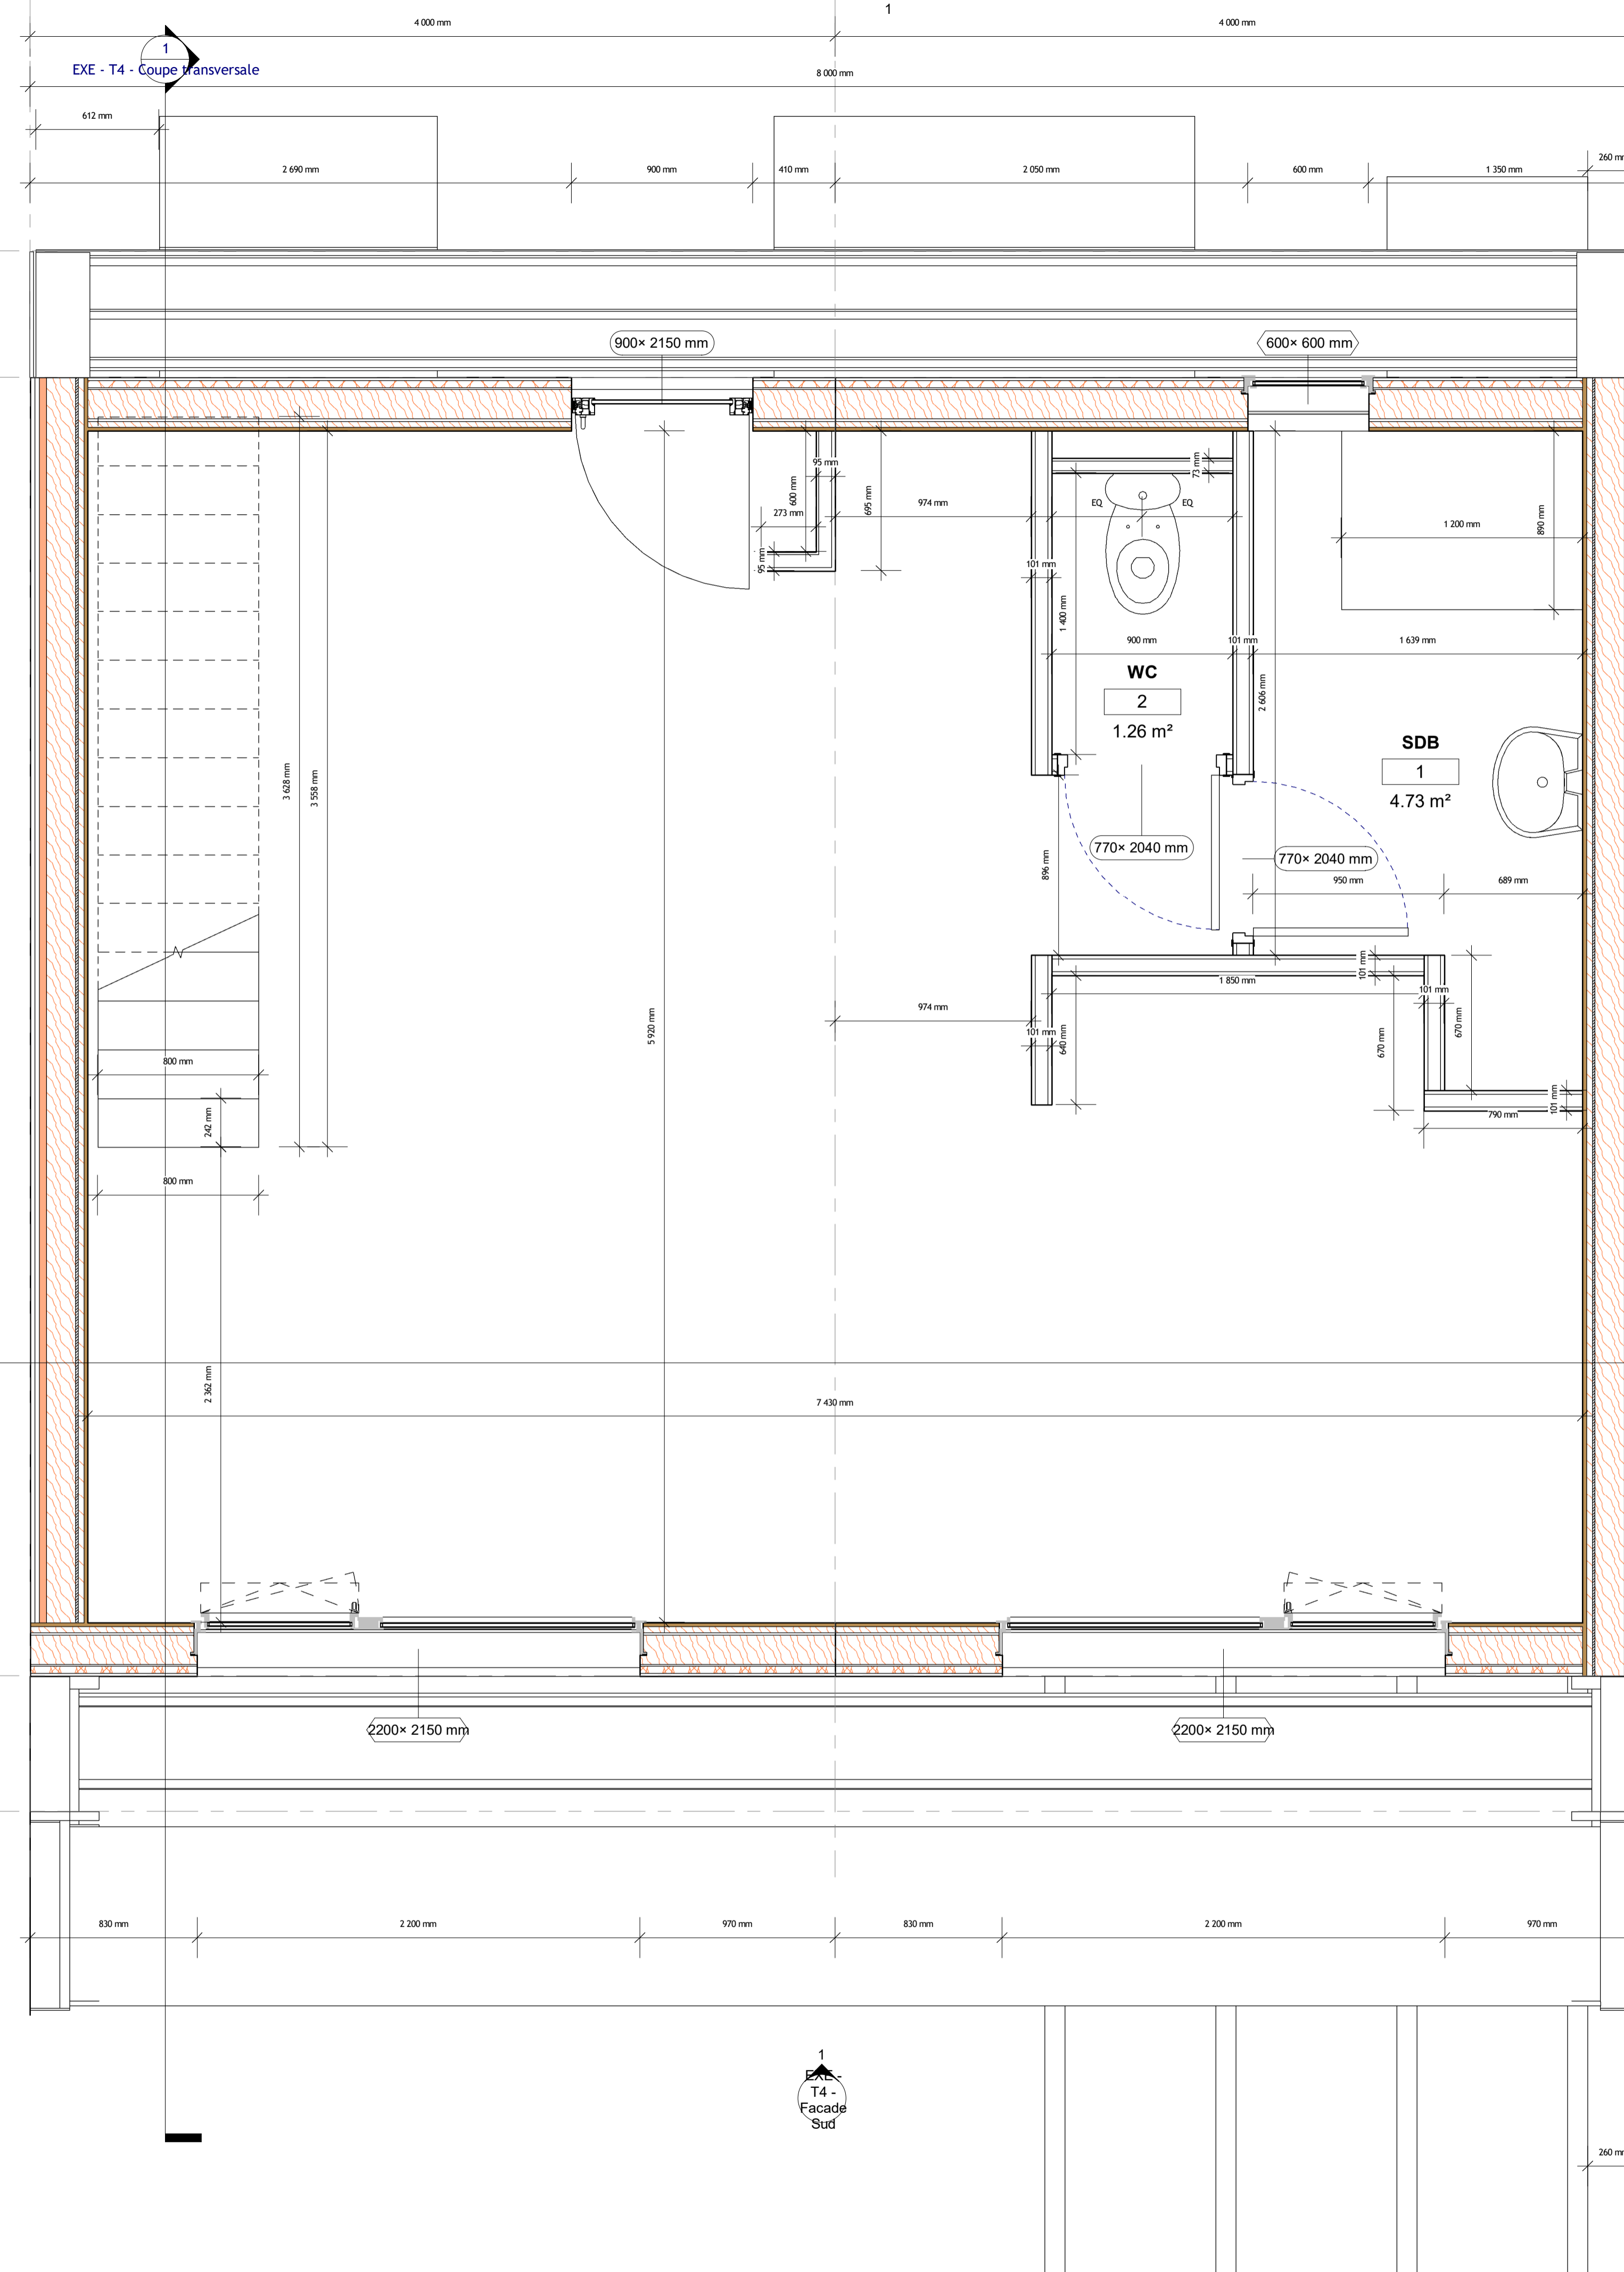 1
4 000 mm
4 000 mm
1
EXE - T4 - Coupe transversale
8 000 mm
612 mm
2 690 mm
900 mm
410 mm
2 050 mm
600 mm
1 350 mm
260 mm
900× 2150 mm
600× 600 mm
95 mm
600 mm
273 mm
95 mm
695 mm
974 mm
73 mm
EQ
EQ
1 200 mm
890 mm
101 mm
1 400 mm
900 mm
101 mm
1 639 mm
WC
2
1.26 m²
2 606 mm
SDB
1
4.73 m²
3 628 mm
3 558 mm
770× 2040 mm
770× 2040 mm
896 mm
950 mm
689 mm
5 920 mm
101 mm
1 850 mm
101 mm
974 mm
101 mm
640 mm
670 mm
670 mm
800 mm
242 mm
101 mm
790 mm
800 mm
2 362 mm
7 430 mm
2200× 2150 mm
2200× 2150 mm
830 mm
2 200 mm
970 mm
830 mm
2 200 mm
970 mm
1
EXE -
T4 -
Facade
Sud
260 mm